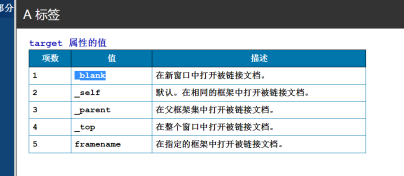 部分
A 标签
target 属性的值
项数 值 描述
1 _blank 在新窗口中打开被链接文档。
2 _self 默认。在相同的框架中打开被链接文档。
3 _parent 在父框架集中打开被链接文档。
4 _top 在整个窗口中打开被链接文档。
5 framename 在指定的框架中打开被链接文档。